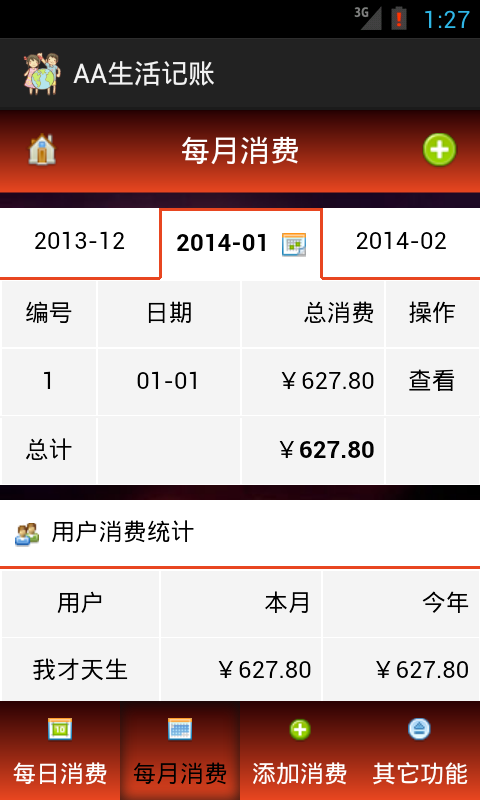 3G 1:27
AA生活记账
每月消费
2013-12 2014-01 2014-02
编号 日期 总消费 操作
1 01-01 ￥627.80 查看
总计 ￥627.80
用户消费统计
用户 本月 今年
我才天生 ￥627.80 ￥627.80
10
每日消费 每月消费 添加消费 其它功能